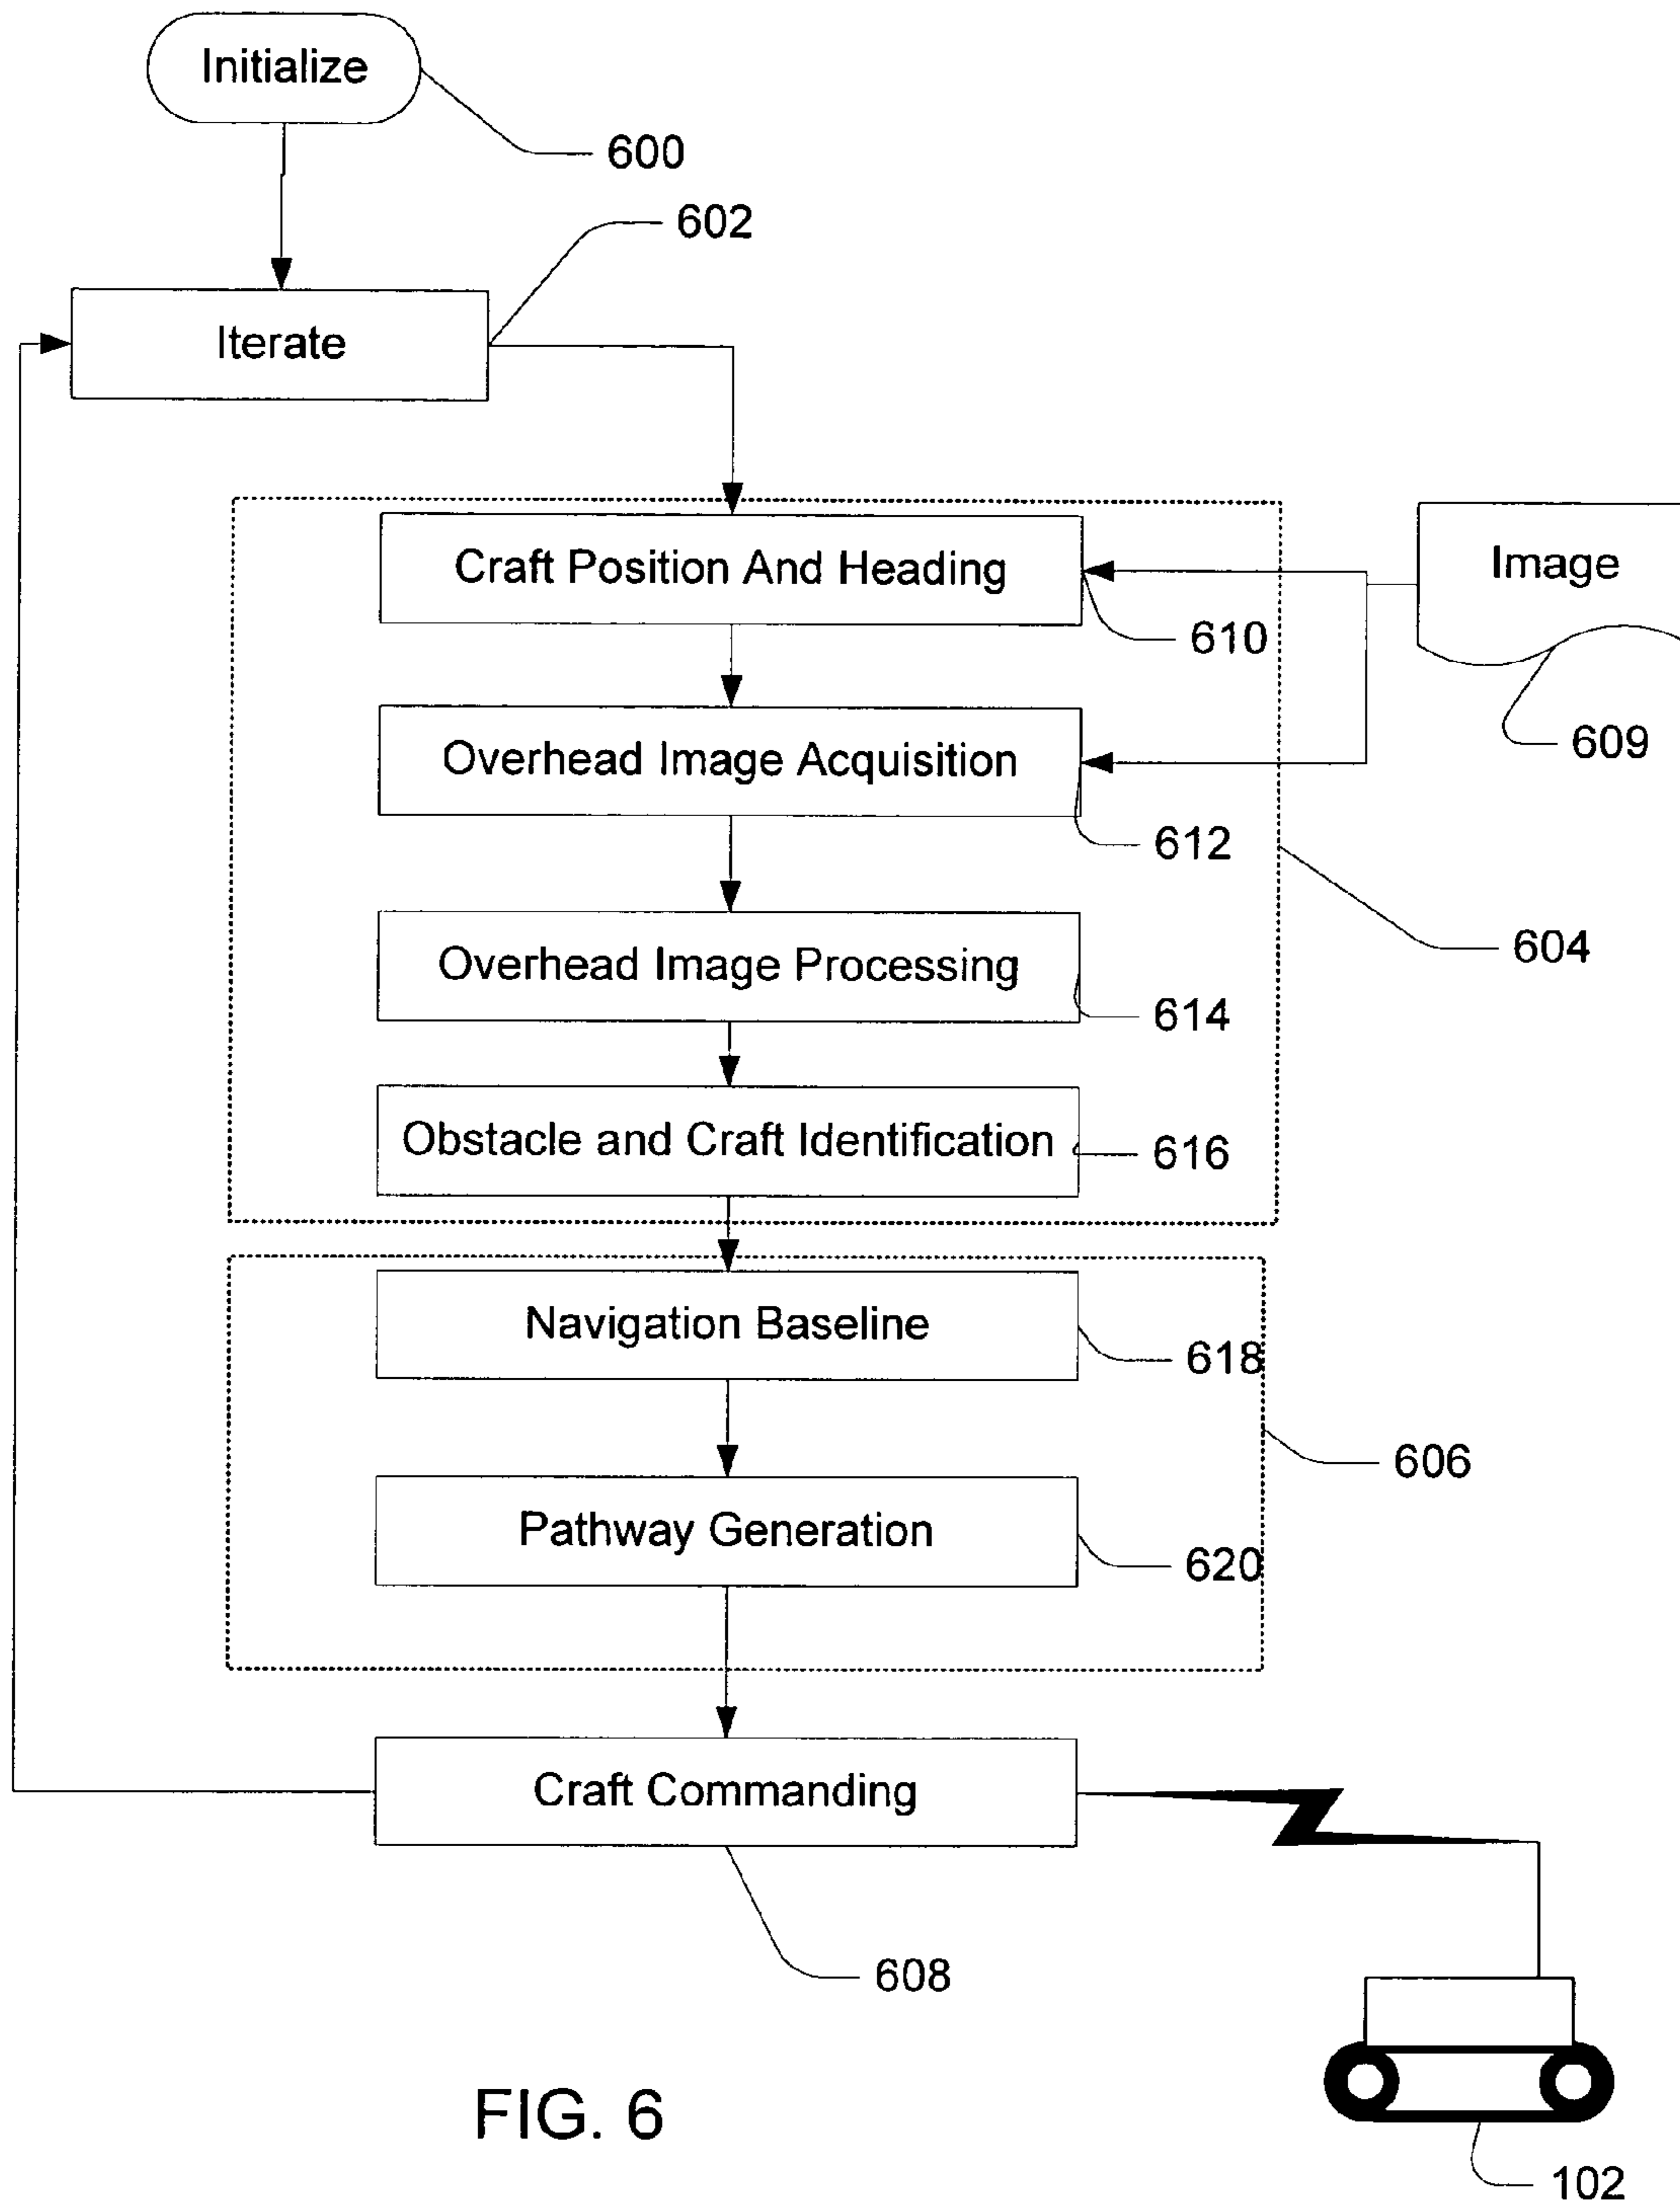 Initialize
600
602
Iterate
Craft Position And Heading
Image
610
609
Overhead Image Acquisition
612
604
Overhead Image Processing
614
Obstacle and Craft Identification
616
Navigation Baseline
618
606
Pathway Generation
620
Craft Commanding
608
FIG. 6
102